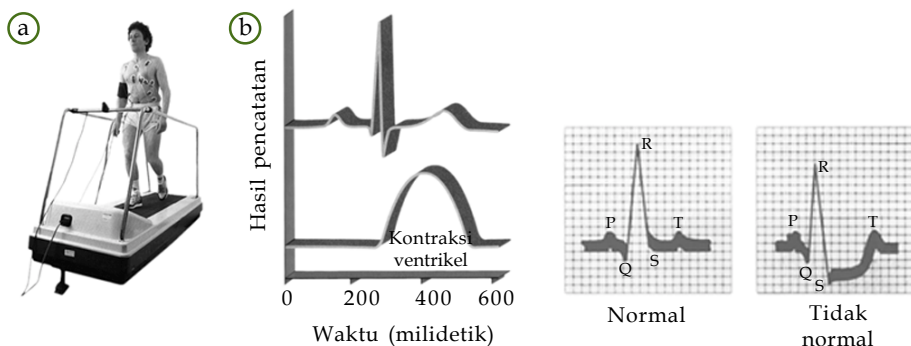 a
b
Hasil pencatatan
Kontraksi
ventrikel
0
200
400
600
Waktu (milidetik)
P
Q
R
S
T
Normal
P
Q
R
S
T
Tidak
normal